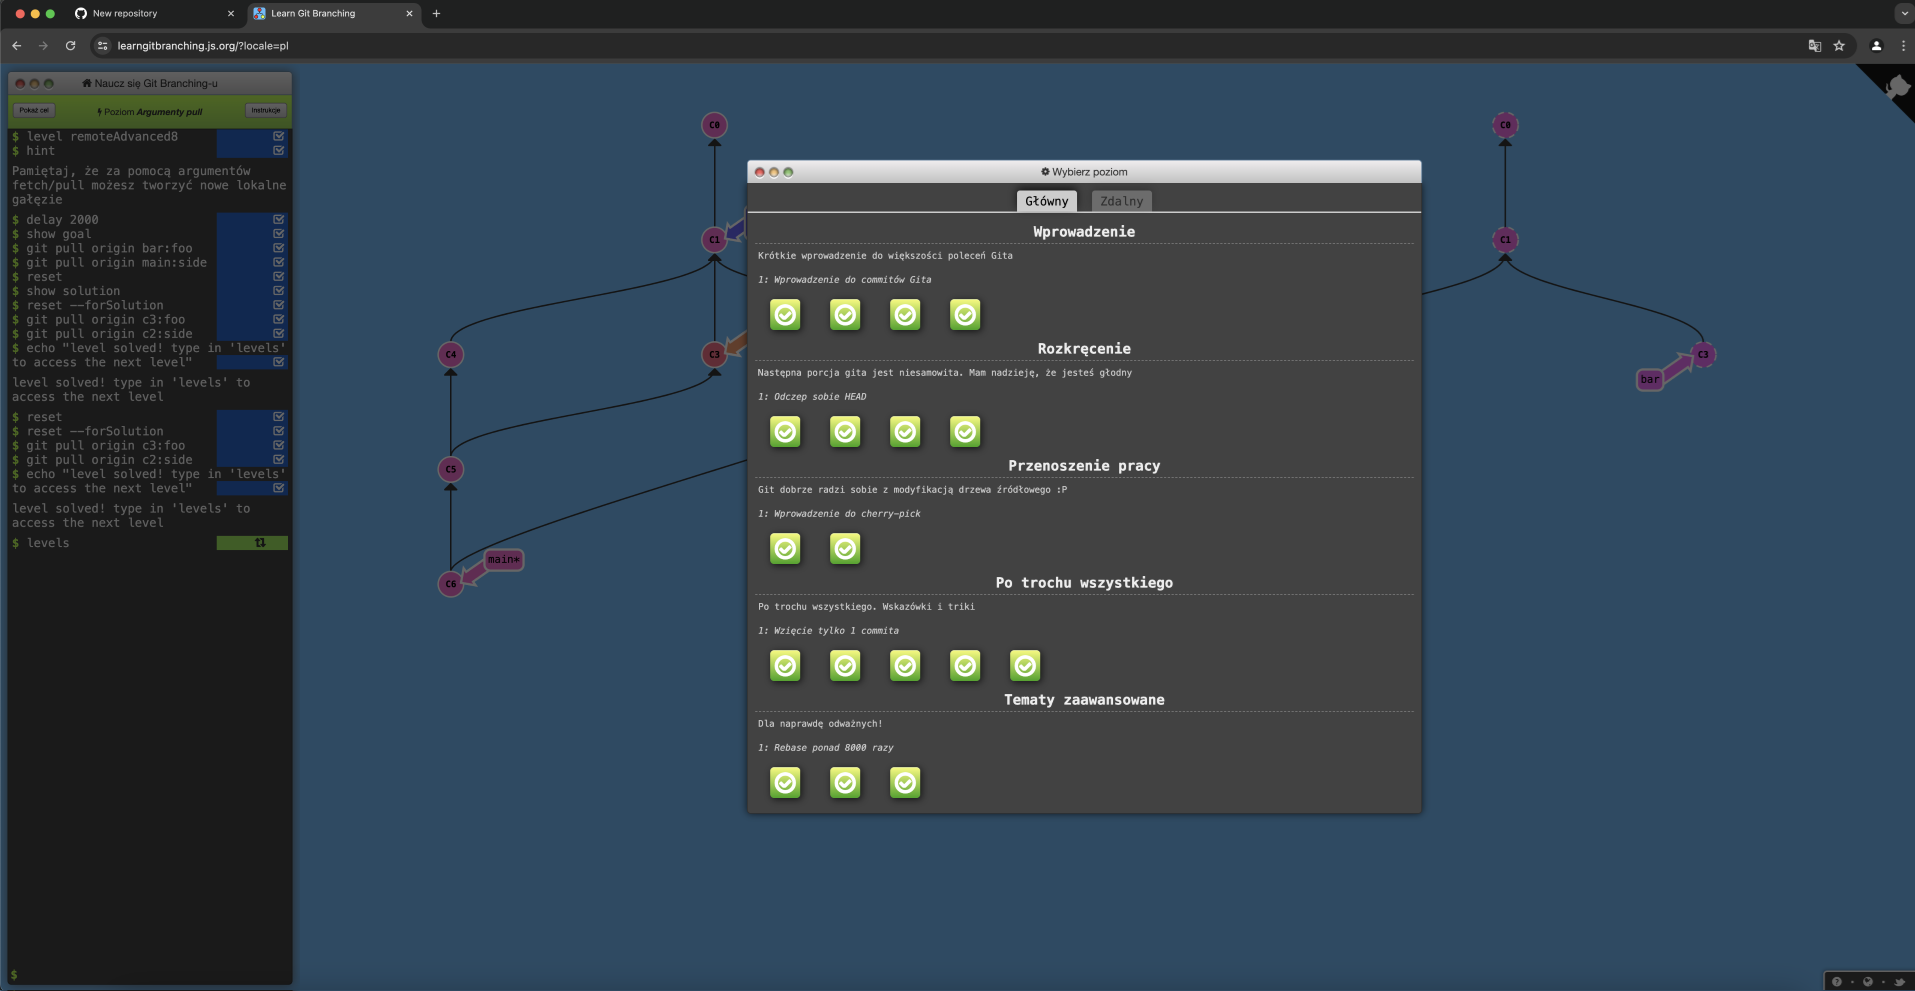 New repository
Learn Git Branching
learngitbranching.js.org/?locale=pl
Naucz się Git Branching-u
Pokaż cel
Poziom Argumenty pull
Instrukcje
$ level remoteAdvanced8
$ hint
Pamiętaj, że za pomocą argumentów
fetch/pull możesz tworzyć nowe lokalne
gałęzie
$ delay 2000
$ show goal
$ git pull origin bar:foo
$ git pull origin main:side
$ reset
$ show solution
$ reset --forSolution
$ git pull origin c3:foo
$ git pull origin c2:side
$ echo "level solved! type in 'levels'
to access the next level"
level solved! type in 'levels' to
access the next level
$ reset
$ reset --forSolution
$ git pull origin c3:foo
$ git pull origin c2:side
$ echo "level solved! type in 'levels'
to access the next level"
level solved! type in 'levels' to
access the next level
$ levels
$
C0
C1
C4
C3
C5
main*
C6
Wybierz poziom
Główny
Zdalny
Wprowadzenie
Krótkie wprowadzenie do większości poleceń Gita
1: Wprowadzenie do commitów Gita
Rozkręcenie
Następna porcja gita jest niesamowita. Mam nadzieję, że jesteś głodny
1: Odczep sobie HEAD
Przenoszenie pracy
Git dobrze radzi sobie z modyfikacją drzewa źródłowego :P
1: Wprowadzenie do cherry-pick
Po trochu wszystkiego
Po trochu wszystkiego. Wskazówki i triki
1: Wzięcie tylko 1 commita
Tematy zaawansowane
Dla naprawdę odważnych!
1: Rebase ponad 8000 razy
C0
C1
C3
bar